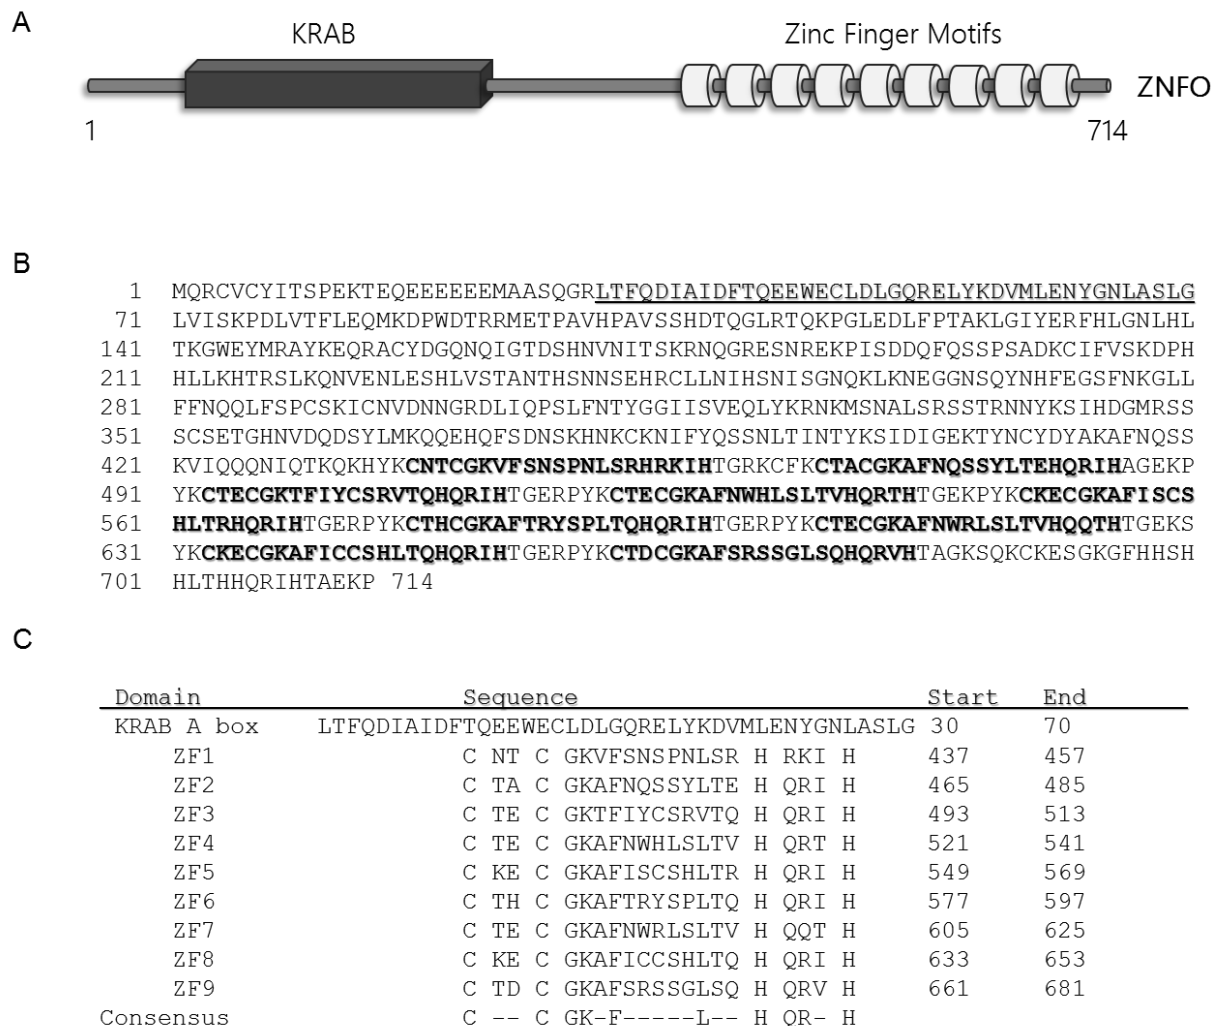 A
KRAB Zinc Finger Motifs
ZNFO
1 714
B
1 MQRCVCYITSPEKTEQEEEEEEMAASQGRLTFQDIAIDFTQEEWECLDLGQRELYKDVMLENYGNLASLG
71 LVISKPDLVTFLEQMKDPWDTRRMETPAVHPAVSSHDTQGLRTQKPGLEDLFPTAKLGIYERFHLGNLHL
141 TKGWEYMRAYKEQRACYDGQNQIGTDSHNVNITSKRNQGRESNREKPISDDQFQSSPSADKCIFVSKDPH
211 HLLKHTRSLKQNVENLESHLVSTANTHSNNSEHRCLLNIHSNISGNQKLKNEGGNSQYNHFEGSFNKGLL
281 FFNQQLFSPCSKICNVDNNGRDLIQPSLFNTYGGIISVEQLYKRNKMSNALSRSSTRNNYKSIHDGMRSS
351 SCSETGHNVDQDSYLMKQQEHQFSDNSKHNKCKNIFYQSSNLTINTYKSIDIGEKTYNCYDYAKAFNQSS
421 KVIQQQNIQTKQKHYKCNTCGKVFSNSPNLSRHRKIHTGRKCFKCTACGKAFNQSSYLTEHQRIHAGEKP
491 YKCTECGKTFIYCSRVTQHQRIHTGERPYKCTECGKAFNWHLSLTVHQRTHTGEKPYKCKECGKAFISCS
561 HLTRHQRIHTGERPYKCTHCGKAFTRYSPLTQHQRIHTGERPYKCTECGKAFNWRLSLTVHQQTHTGEKS
631 YKCKECGKAFICCSHLTQHQRIHTGERPYKCTDCGKAFSRSSGLSQHQRVHTAGKSQKCKESGKGFHHSH
701 HLTHHQRIHTAEKP 714
C
Domain Sequence Start End
KRAB A box LTFQDIAIDFTQEEWECLDLGQRELYKDVMLENYGNLASLG 30 70
ZF1 C NT C GKVFSNSPNLSR H RKI H 437 457
ZF2 C TA C GKAFNQSSYLTE H QRI H 465 485
ZF3 C TE C GKTFIYCSRVTQ H QRI H 493 513
ZF4 C TE C GKAFNWHLSLTV H QRT H 521 541
ZF5 C KE C GKAFISCSHLTR H QRI H 549 569
ZF6 C TH C GKAFTRYSPLTQ H QRI H 577 597
ZF7 C TE C GKAFNWRLSLTV H QQT H 605 625
ZF8 C KE C GKAFICCSHLTQ H QRI H 633 653
ZF9 C TD C GKAFSRSSGLSQ H QRV H 661 681
Consensus C -- C GK-F-----L-- H QR- H